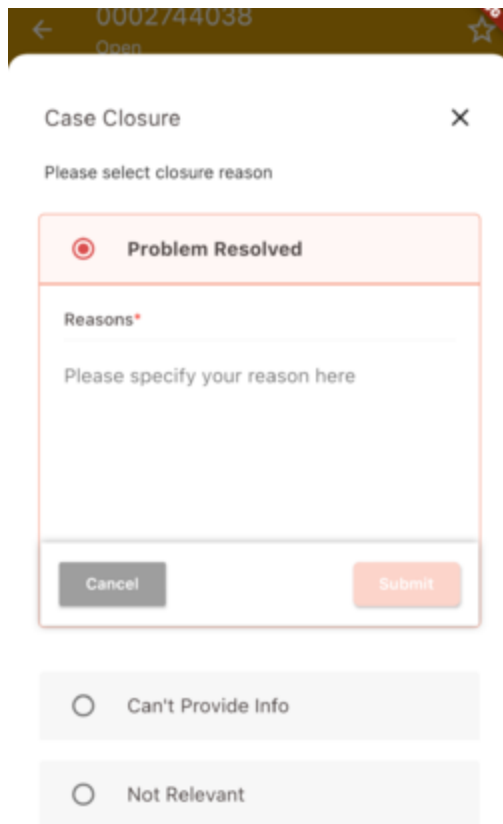 0002744038
Open
Case Closure
Please select closure reason
Problem Resolved
Reasons*
Please specify your reason here
Cancel
Submit
Can't Provide Info
Not Relevant